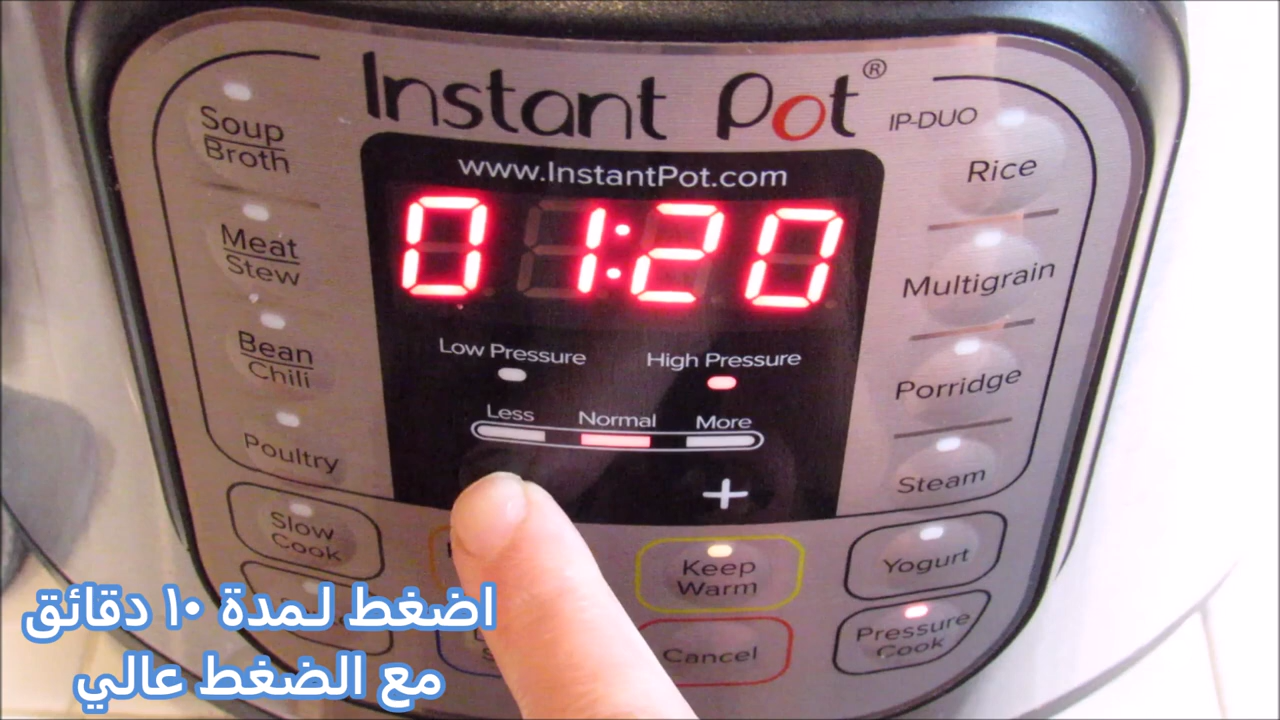 Instant Pot®
IP-DUO
www.InstantPot.com
01:20
Soup
Broth
Meat
Stew
Bean
Chili
Poultry
Slow
Cook
Low Pressure
High Pressure
Less
Normal
More
+
Rice
Multigrain
Porridge
Steam
Keep
Warm
Yogurt
Cancel
Pressure
Cook
اضغط لمدة ١٠ دقائق
مع الضغط عالي